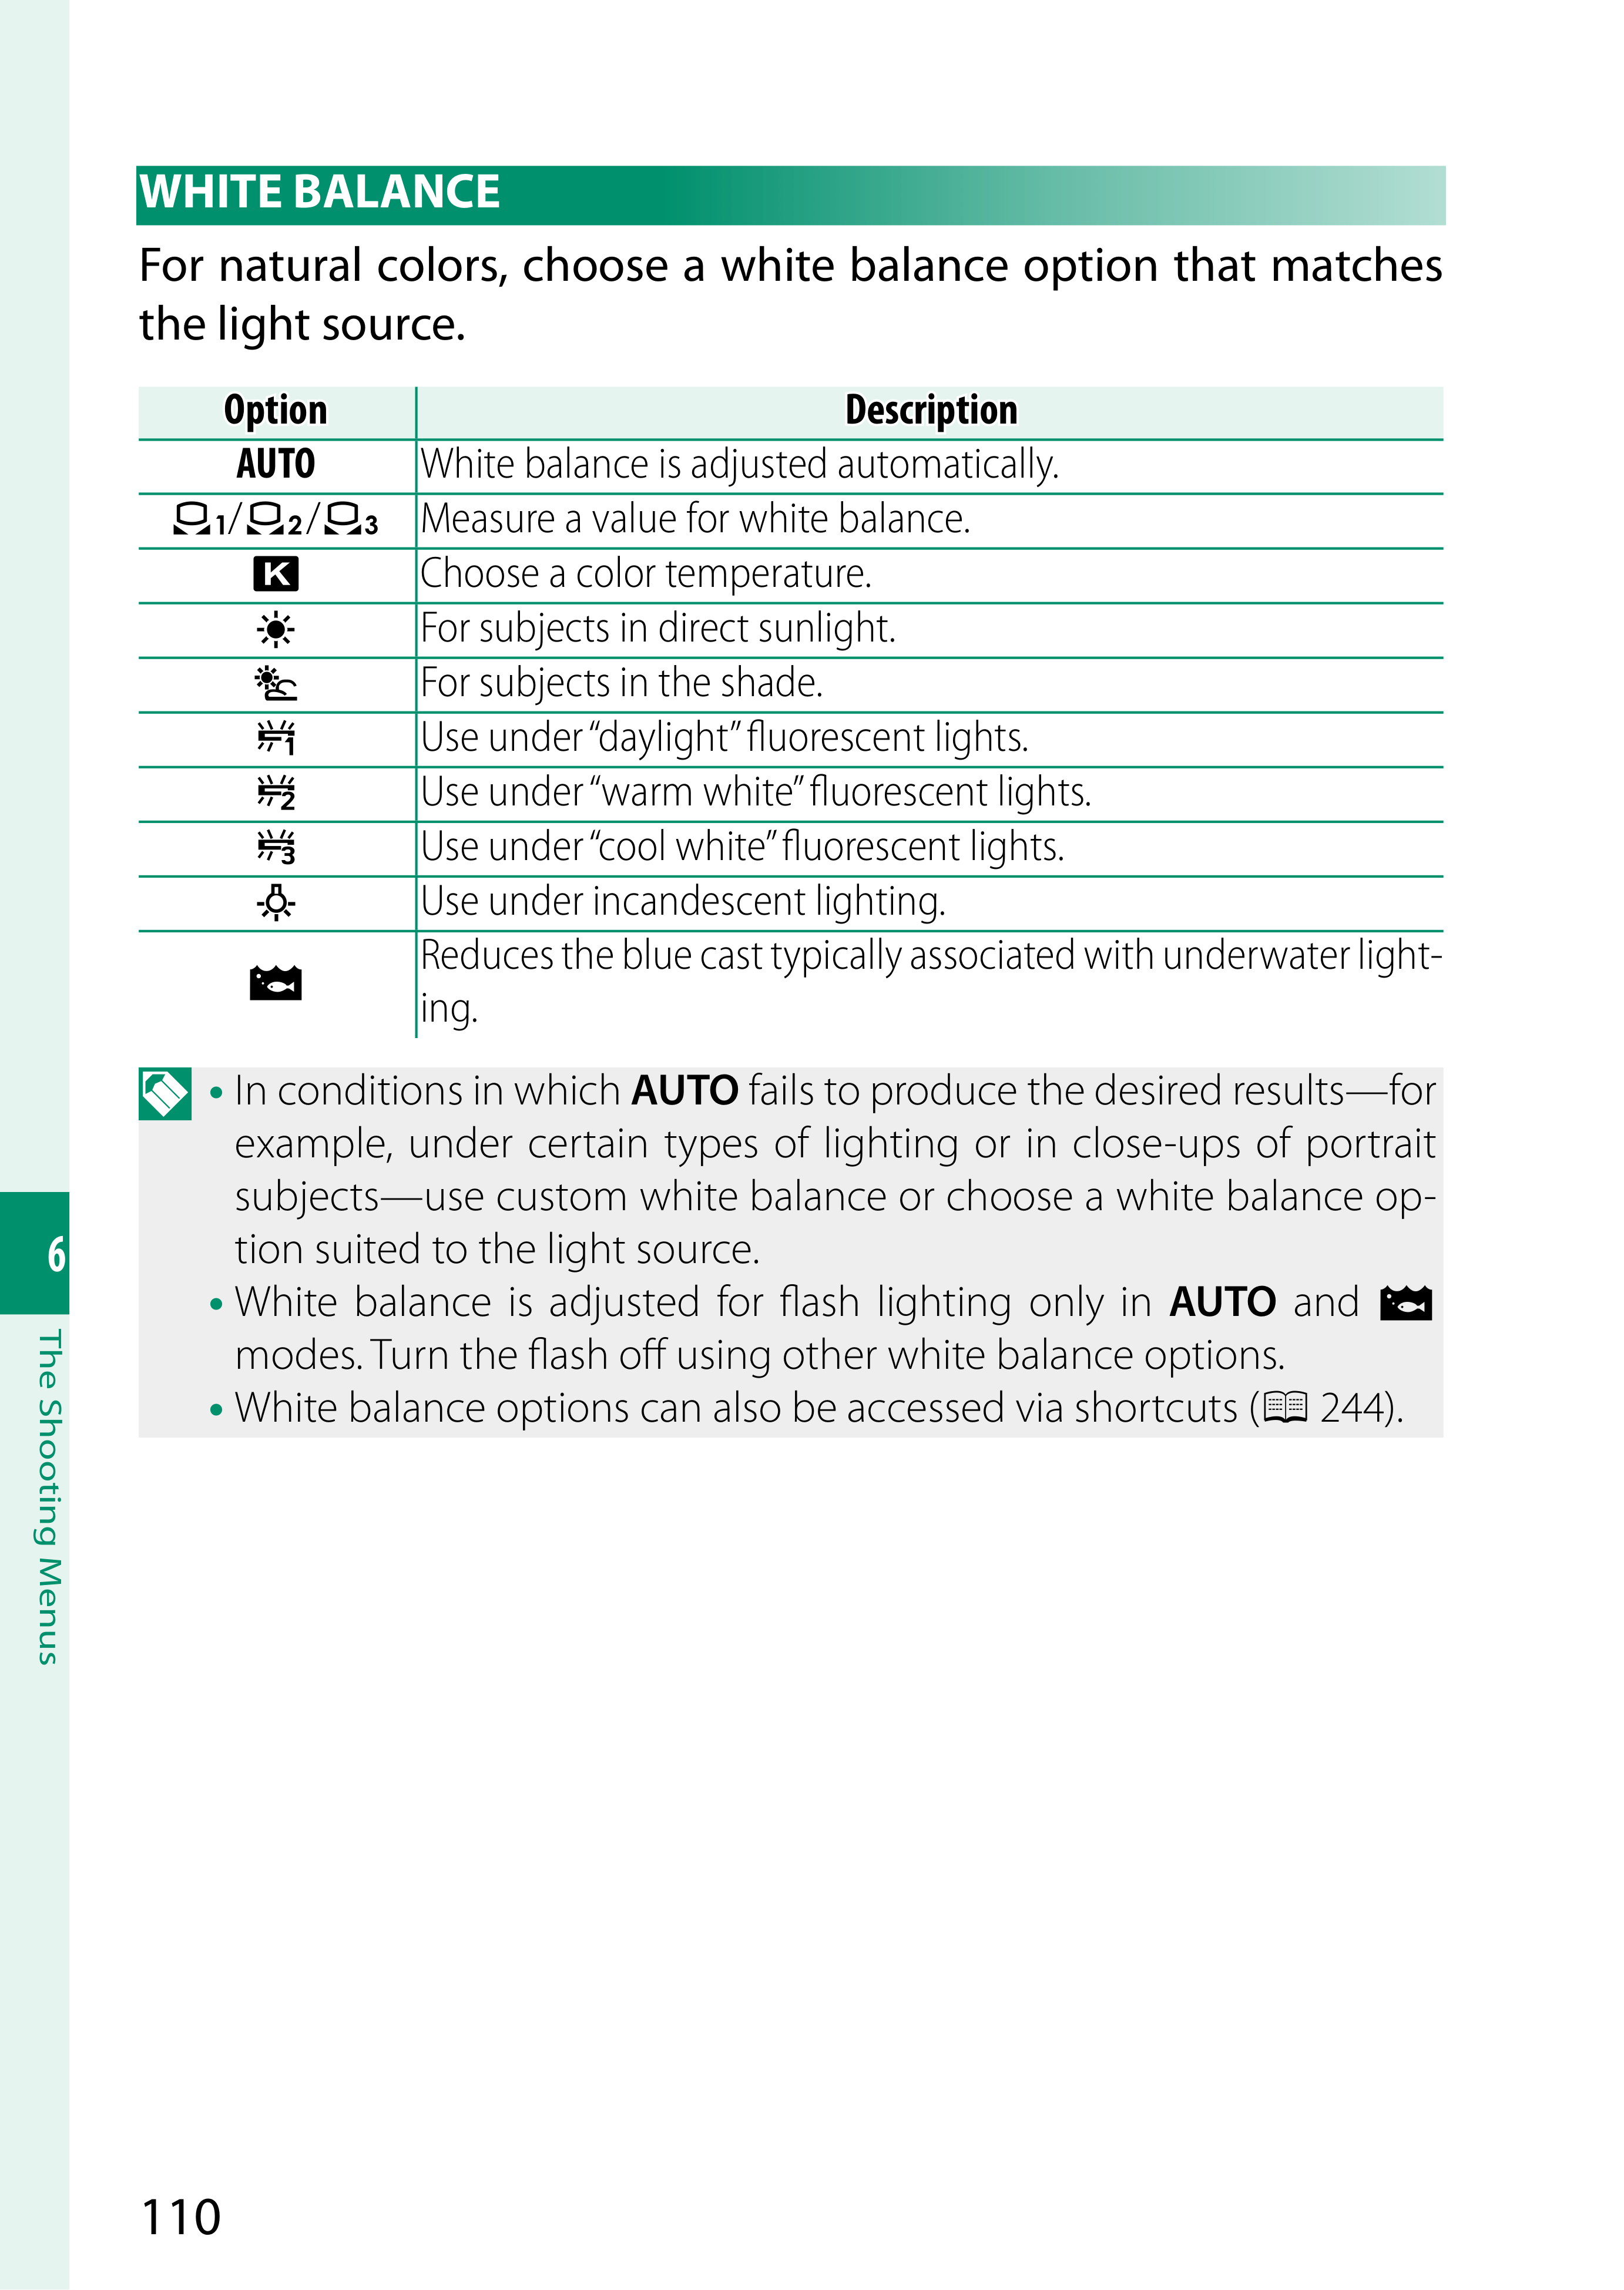 WHITE BALANCE
For natural colors, choose a white balance option that matches
the light source.
Option Description
AUTO White balance is adjusted automatically.
1/2/3 Measure a value for white balance.
K Choose a color temperature.
For subjects in direct sunlight.
For subjects in the shade.
1 Use under “daylight” fluorescent lights.
2 Use under “warm white” fluorescent lights.
3 Use under “cool white” fluorescent lights.
Use under incandescent lighting.
Reduces the blue cast typically associated with underwater light-
ing.
• In conditions in which AUTO fails to produce the desired results—for
example, under certain types of lighting or in close-ups of portrait
subjects—use custom white balance or choose a white balance op-
tion suited to the light source.
• White balance is adjusted for flash lighting only in AUTO and
modes. Turn the flash off using other white balance options.
• White balance options can also be accessed via shortcuts ( 244).
6
The Shooting Menus
110